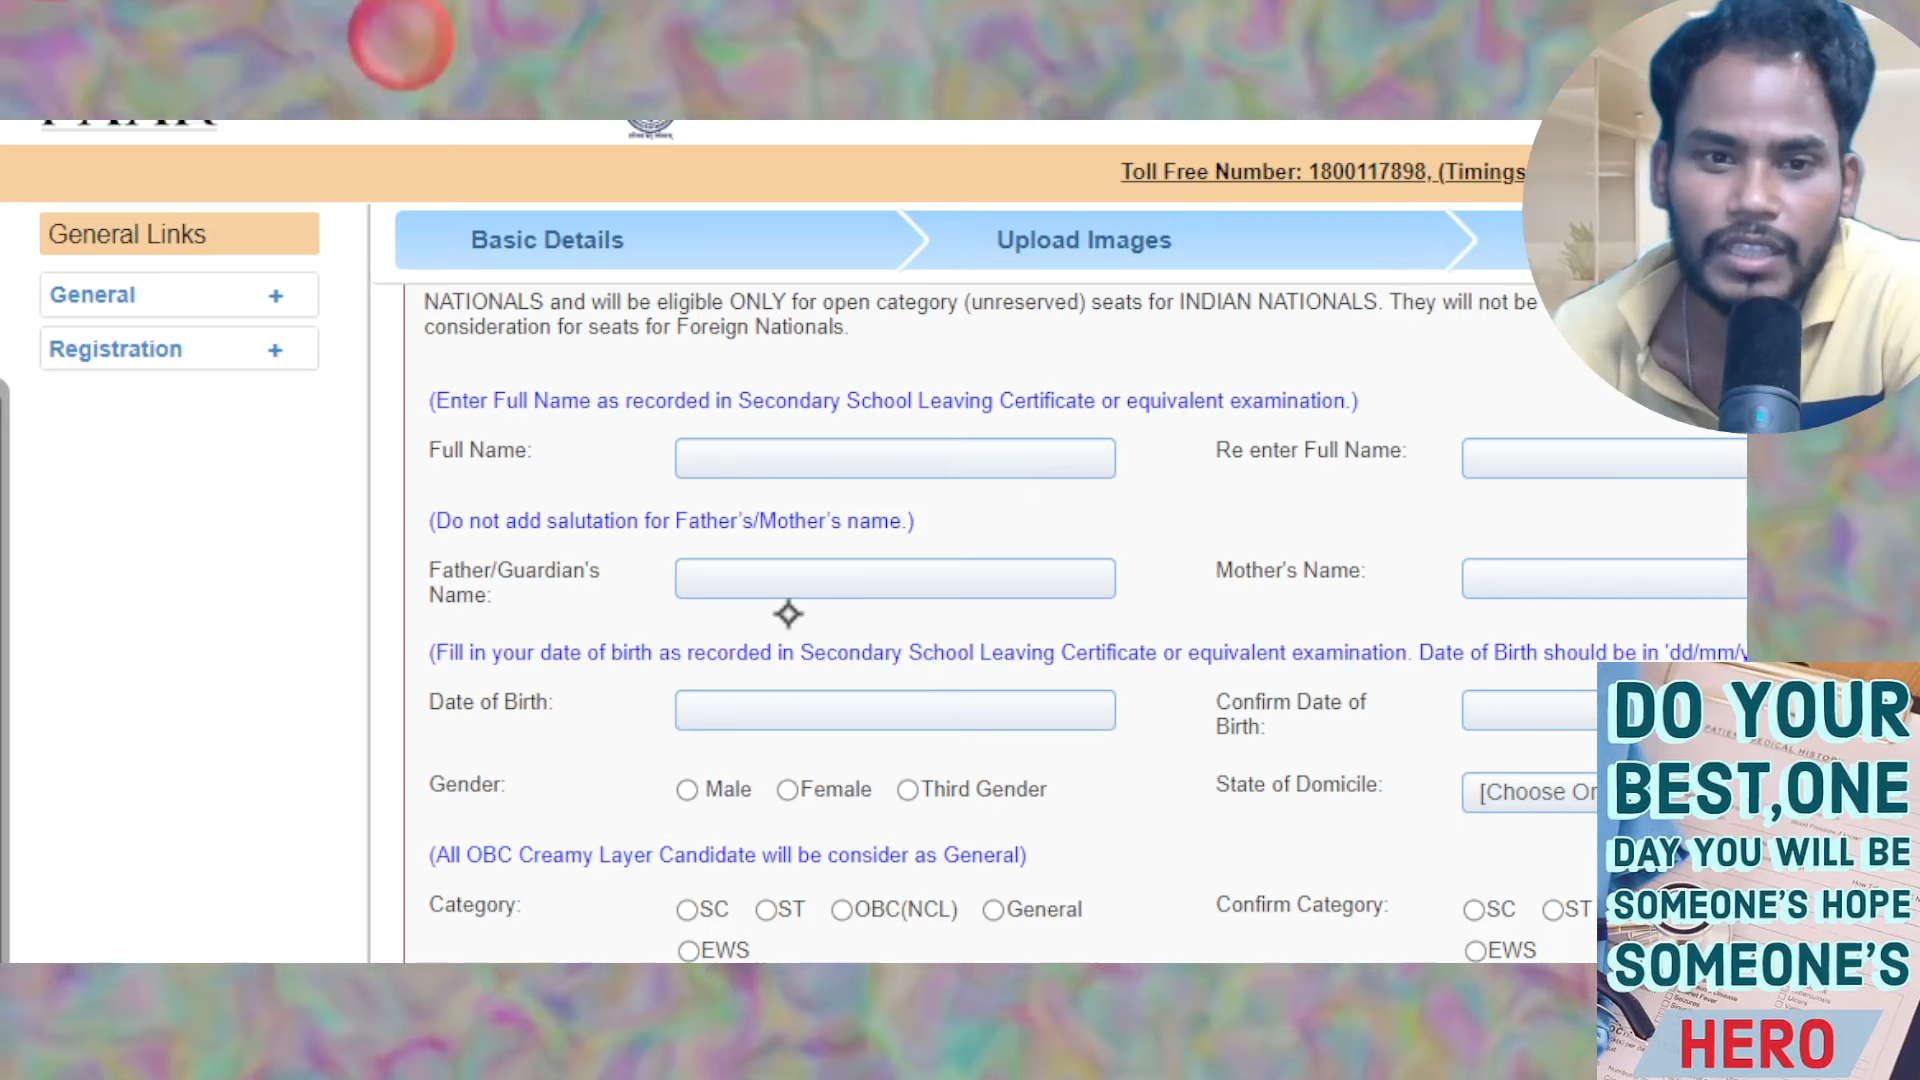 Toll Free Number: 1800117898, (Timings
General Links
General +
Registration +
Basic Details
Upload Images
NATIONALS and will be eligible ONLY for open category (unreserved) seats for INDIAN NATIONALS. They will not be
consideration for seats for Foreign Nationals.
(Enter Full Name as recorded in Secondary School Leaving Certificate or equivalent examination.)
Full Name:
Re enter Full Name:
(Do not add salutation for Father's/Mother's name.)
Father/Guardian's
Name:
Mother's Name:
(Fill in your date of birth as recorded in Secondary School Leaving Certificate or equivalent examination. Date of Birth should be in 'dd/mm/
Date of Birth:
Confirm Date of
Birth:
Gender:
Male Female Third Gender
State of Domicile:
[Choose On
(All OBC Creamy Layer Candidate will be consider as General)
Category:
SC ST OBC(NCL) General
EWS
Confirm Category:
SC ST
EWS
DO YOUR
BEST,ONE
DAY YOU WILL BE
SOMEONE'S HOPE
SOMEONE'S
HERO